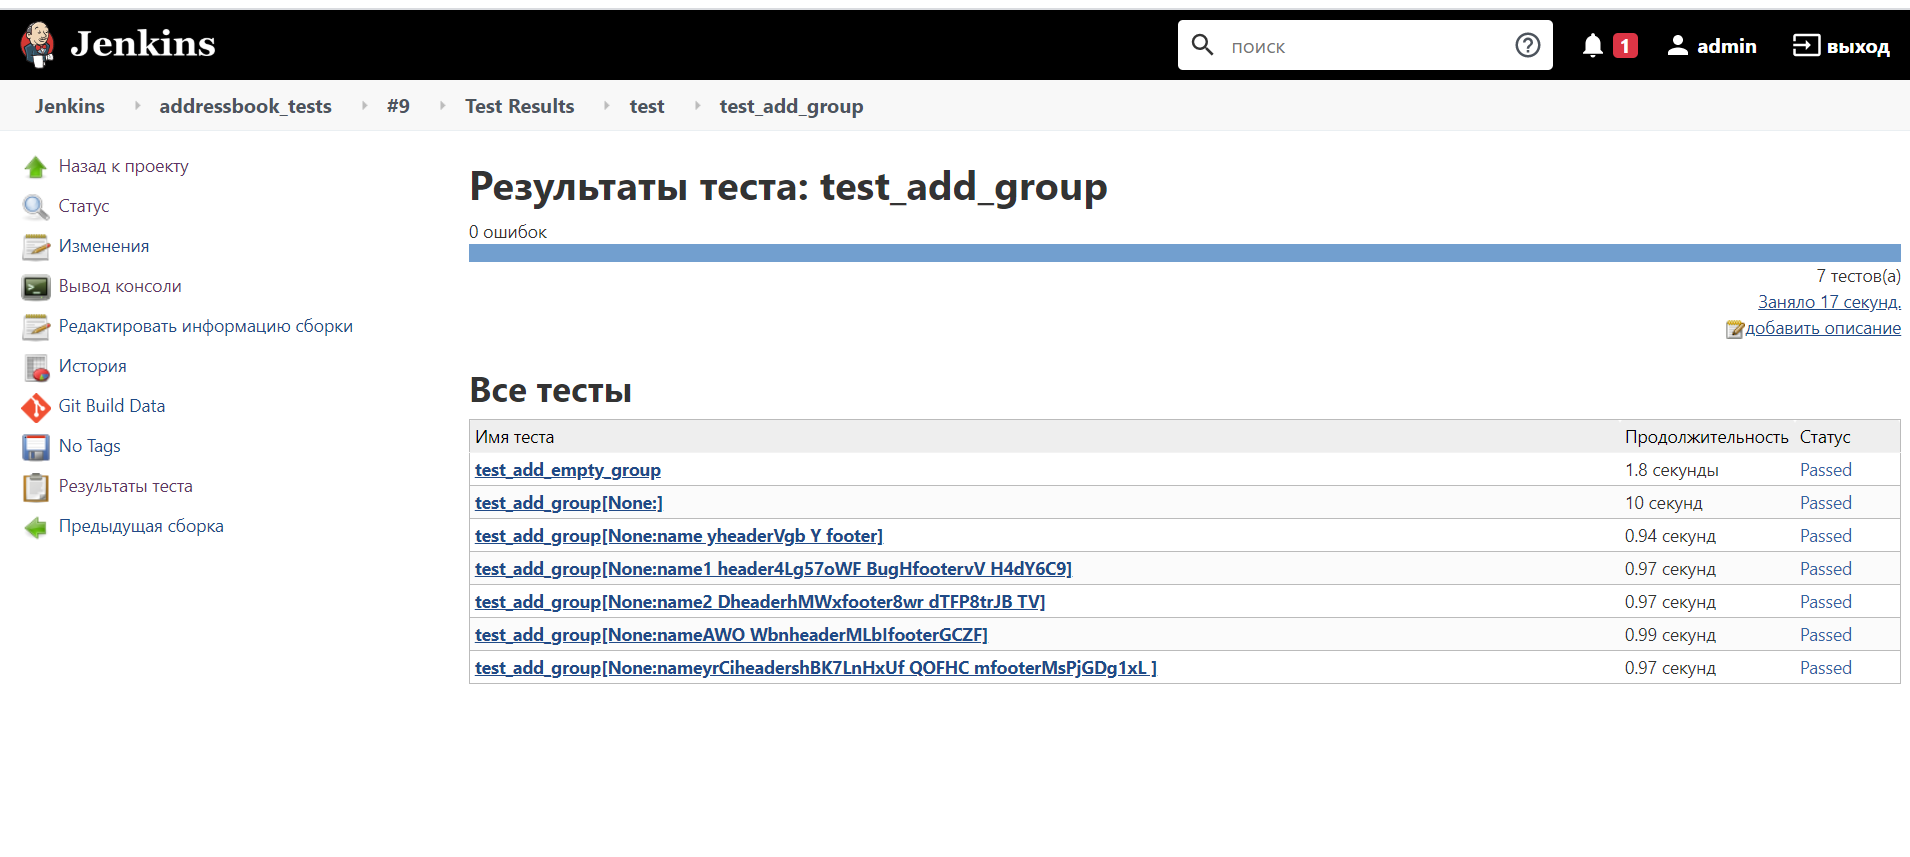 Jenkins
поиск
1
admin
выход
Jenkins addressbook_tests #9 Test Results test test_add_group
Назад к проекту
Статус
Изменения
Вывод консоли
Редактировать информацию сборки
История
Git Build Data
No Tags
Результаты теста
Предыдущая сборка
Результаты теста: test_add_group
0 ошибок
7 тестов(а)
Заняло 17 секунд.
добавить описание
Все тесты
Имя теста Продолжительность Статус
test_add_empty_group 1.8 секунды Passed
test_add_group[None:] 10 секунд Passed
test_add_group[None:name yheaderVgb Y footer] 0.94 секунд Passed
test_add_group[None:name1 header4Lg57oWF BugHfootervV H4dY6C9] 0.97 секунд Passed
test_add_group[None:name2 DheaderhMWxfooter8wr dTFP8trJB TV] 0.97 секунд Passed
test_add_group[None:nameAWO WbnheaderMLbIfooterGCZF] 0.99 секунд Passed
test_add_group[None:nameyrCiheadershBK7LnHxUf QOFHC mfooterMsPjGDg1xL ] 0.97 секунд Passed